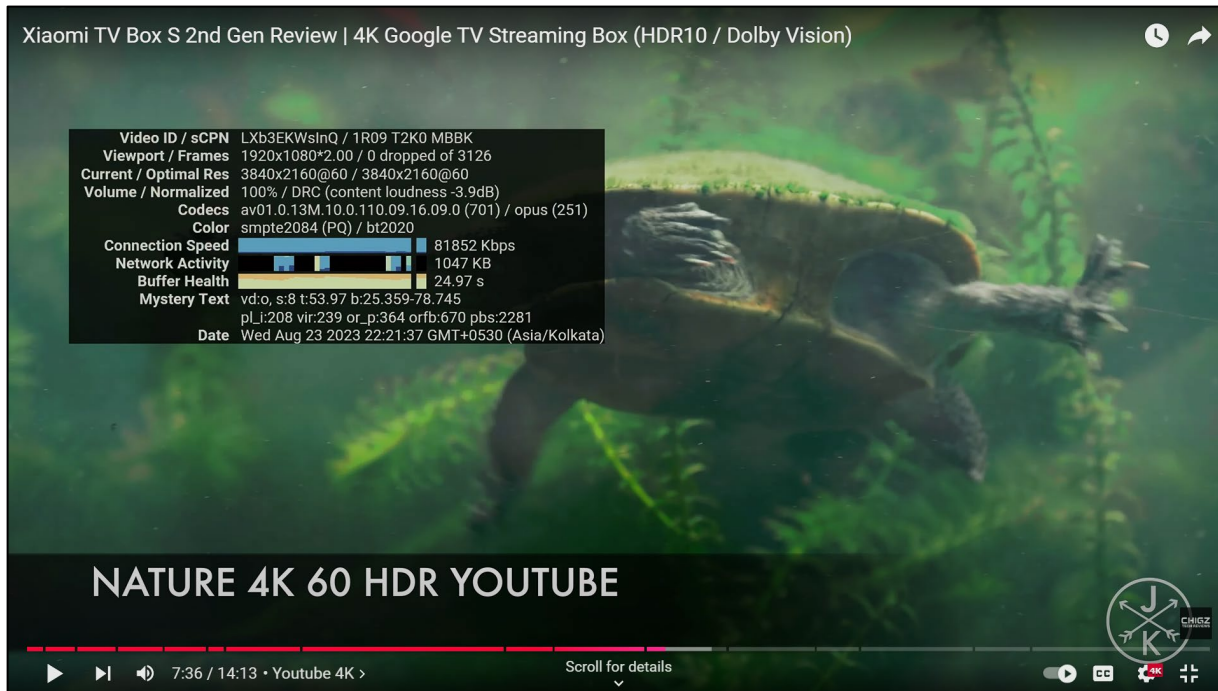 Xiaomi TV Box S 2nd Gen Review | 4K Google TV Streaming Box (HDR10 / Dolby Vision)
Video ID / sCPN LXb3EKWsInQ / 1R09 T2K0 MBBK
Viewport / Frames 1920x1080*2.00 / 0 dropped of 3126
Current / Optimal Res 3840x2160@60 / 3840x2160@60
Volume / Normalized 100% / DRC (content loudness -3.9dB)
Codecs av01.0.13M.10.0.110.09.16.09.0 (701) / opus (251)
Color smpte2084 (PQ) / bt2020
Connection Speed 81852 Kbps
Network Activity 1047 KB
Buffer Health 24.97 s
Mystery Text vd:o, s:8 t:53.97 b:25.359-78.745
pl_i:208 vir:239 or_p:364 orfb:670 pbs:2281
Date Wed Aug 23 2023 22:21:37 GMT+0530 (Asia/Kolkata)
NATURE 4K 60 HDR YOUTUBE
J
K
CHIGZ
TECH REVIEWS
7:36 / 14:13 • Youtube 4K >
Scroll for details
CC
4K